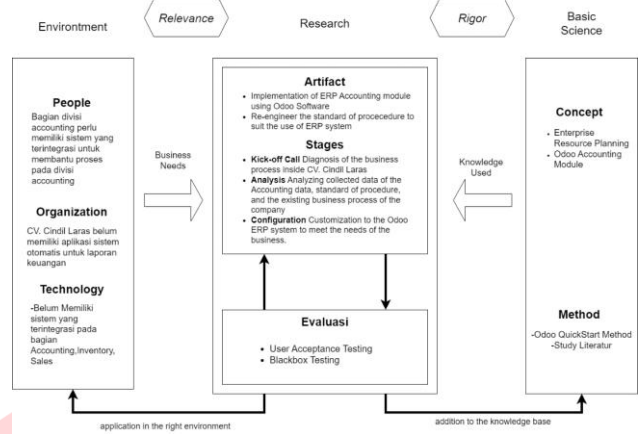 Environtment
Relevance
Research
Rigor
Basic
Science
People
Bagian divisi
accounting perlu
memiliki sistem yang
terintegrasi untuk
membantu proses
pada divisi
accounting
Organization
CV. Cindil Laras belum
memiliki aplikasi sistem
otomatis untuk laporan
keuangan
Technology
-Belum Memiliki
sistem yang
terintegrasi pada
bagian
Accounting,Inventory,
Sales
Business
Needs
Artifact
• Implementation of ERP Accounting module
using Odoo Software
• Re-engineer the standard of procecedure to
suit the use of ERP system
Stages
• Kick-off Call Diagnosis of the business
process inside CV. Cindil Laras
• Analysis Analyzing collected data of the
Accounting data, standard of procedure,
and the existing business process of the
company
• Configuration Customization to the Odoo
ERP system to meet the needs of the
business.
Evaluasi
• User Acceptance Testing
• Blackbox Testing
Knowledge
Used
Concept
• Enterprise
Resource Planning
• Odoo Accounting
Module
Method
-Odoo QuickStart Method
-Study Literatur
application in the right environment
addition to the knowledge base